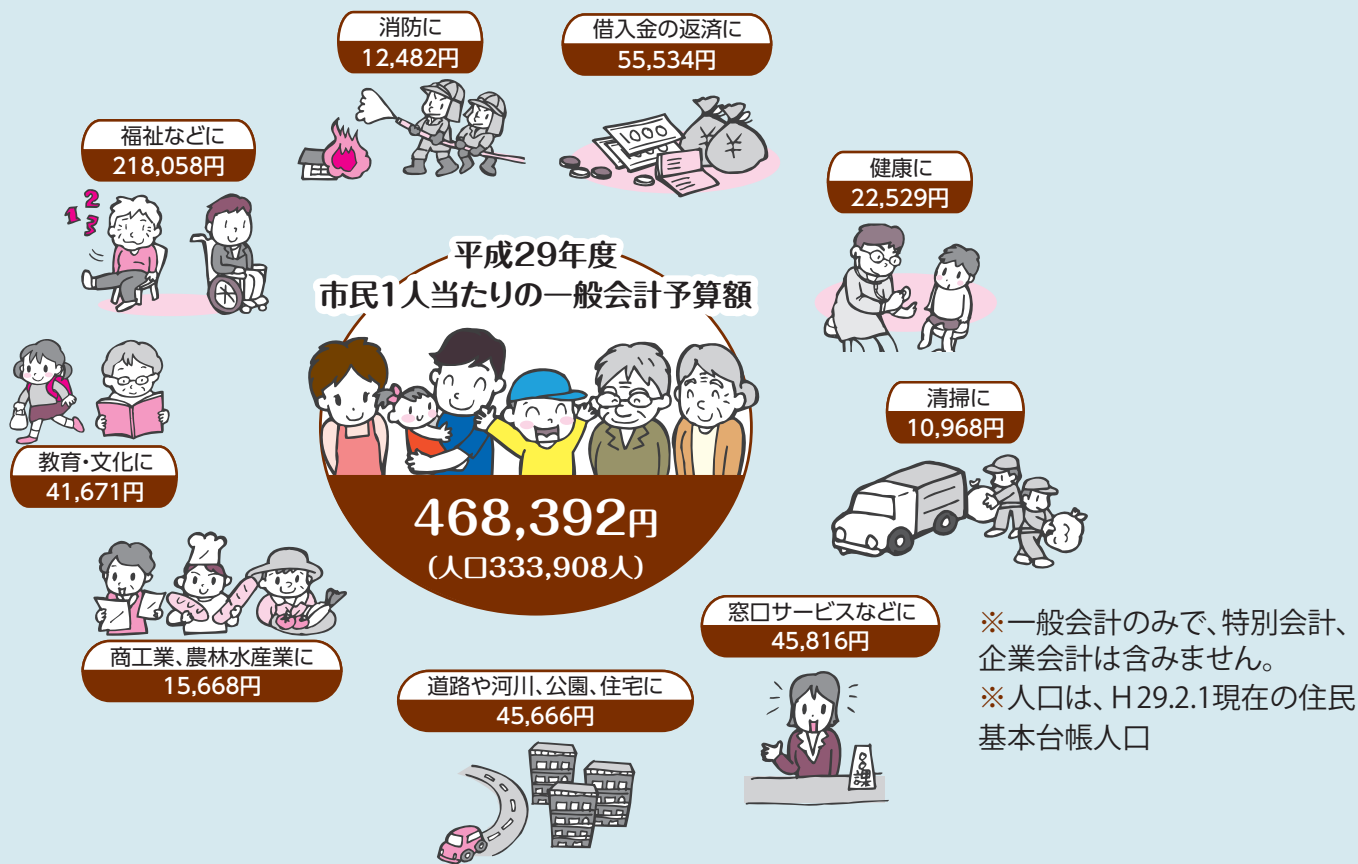 消防に
12,482円
借入金の返済に
55,534円
福祉などに
218,058円
健康に
22,529円
1 2 3
1000
¥
¥
平成29年度
市民1人当たりの一般会計予算額
468,392円
(人口333,908人)
清掃に
10,968円
教育・文化に
41,671円
商工業、農林水産業に
15,668円
道路や河川、公園、住宅に
45,666円
窓口サービスなどに
45,816円
○○課
※一般会計のみで、特別会計、
企業会計は含みません。
※人口は、H29.2.1現在の住民
基本台帳人口